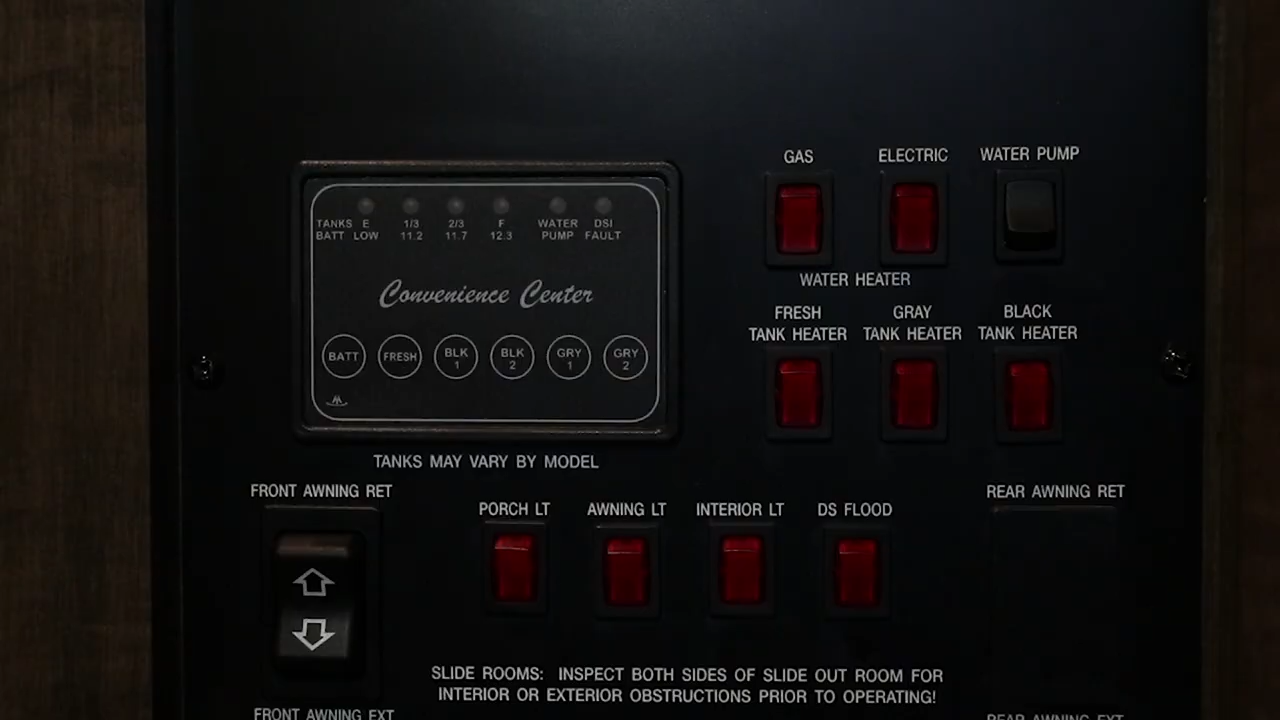 GAS
ELECTRIC
WATER PUMP
TANKS E 1/3 2/3 F WATER DSI
BATT LOW 11.2 11.7 12.3 PUMP FAULT
Convenience Center
WATER HEATER
FRESH
TANK HEATER
GRAY
TANK HEATER
BLACK
TANK HEATER
BATT
FRESH
BLK
1
BLK
2
GRY
1
GRY
2
TANKS MAY VARY BY MODEL
FRONT AWNING RET
REAR AWNING RET
PORCH LT
AWNING LT
INTERIOR LT
DS FLOOD
SLIDE ROOMS: INSPECT BOTH SIDES OF SLIDE OUT ROOM FOR
INTERIOR OR EXTERIOR OBSTRUCTIONS PRIOR TO OPERATING!
FRONT AWNING EXT
REAR AWNING EXT